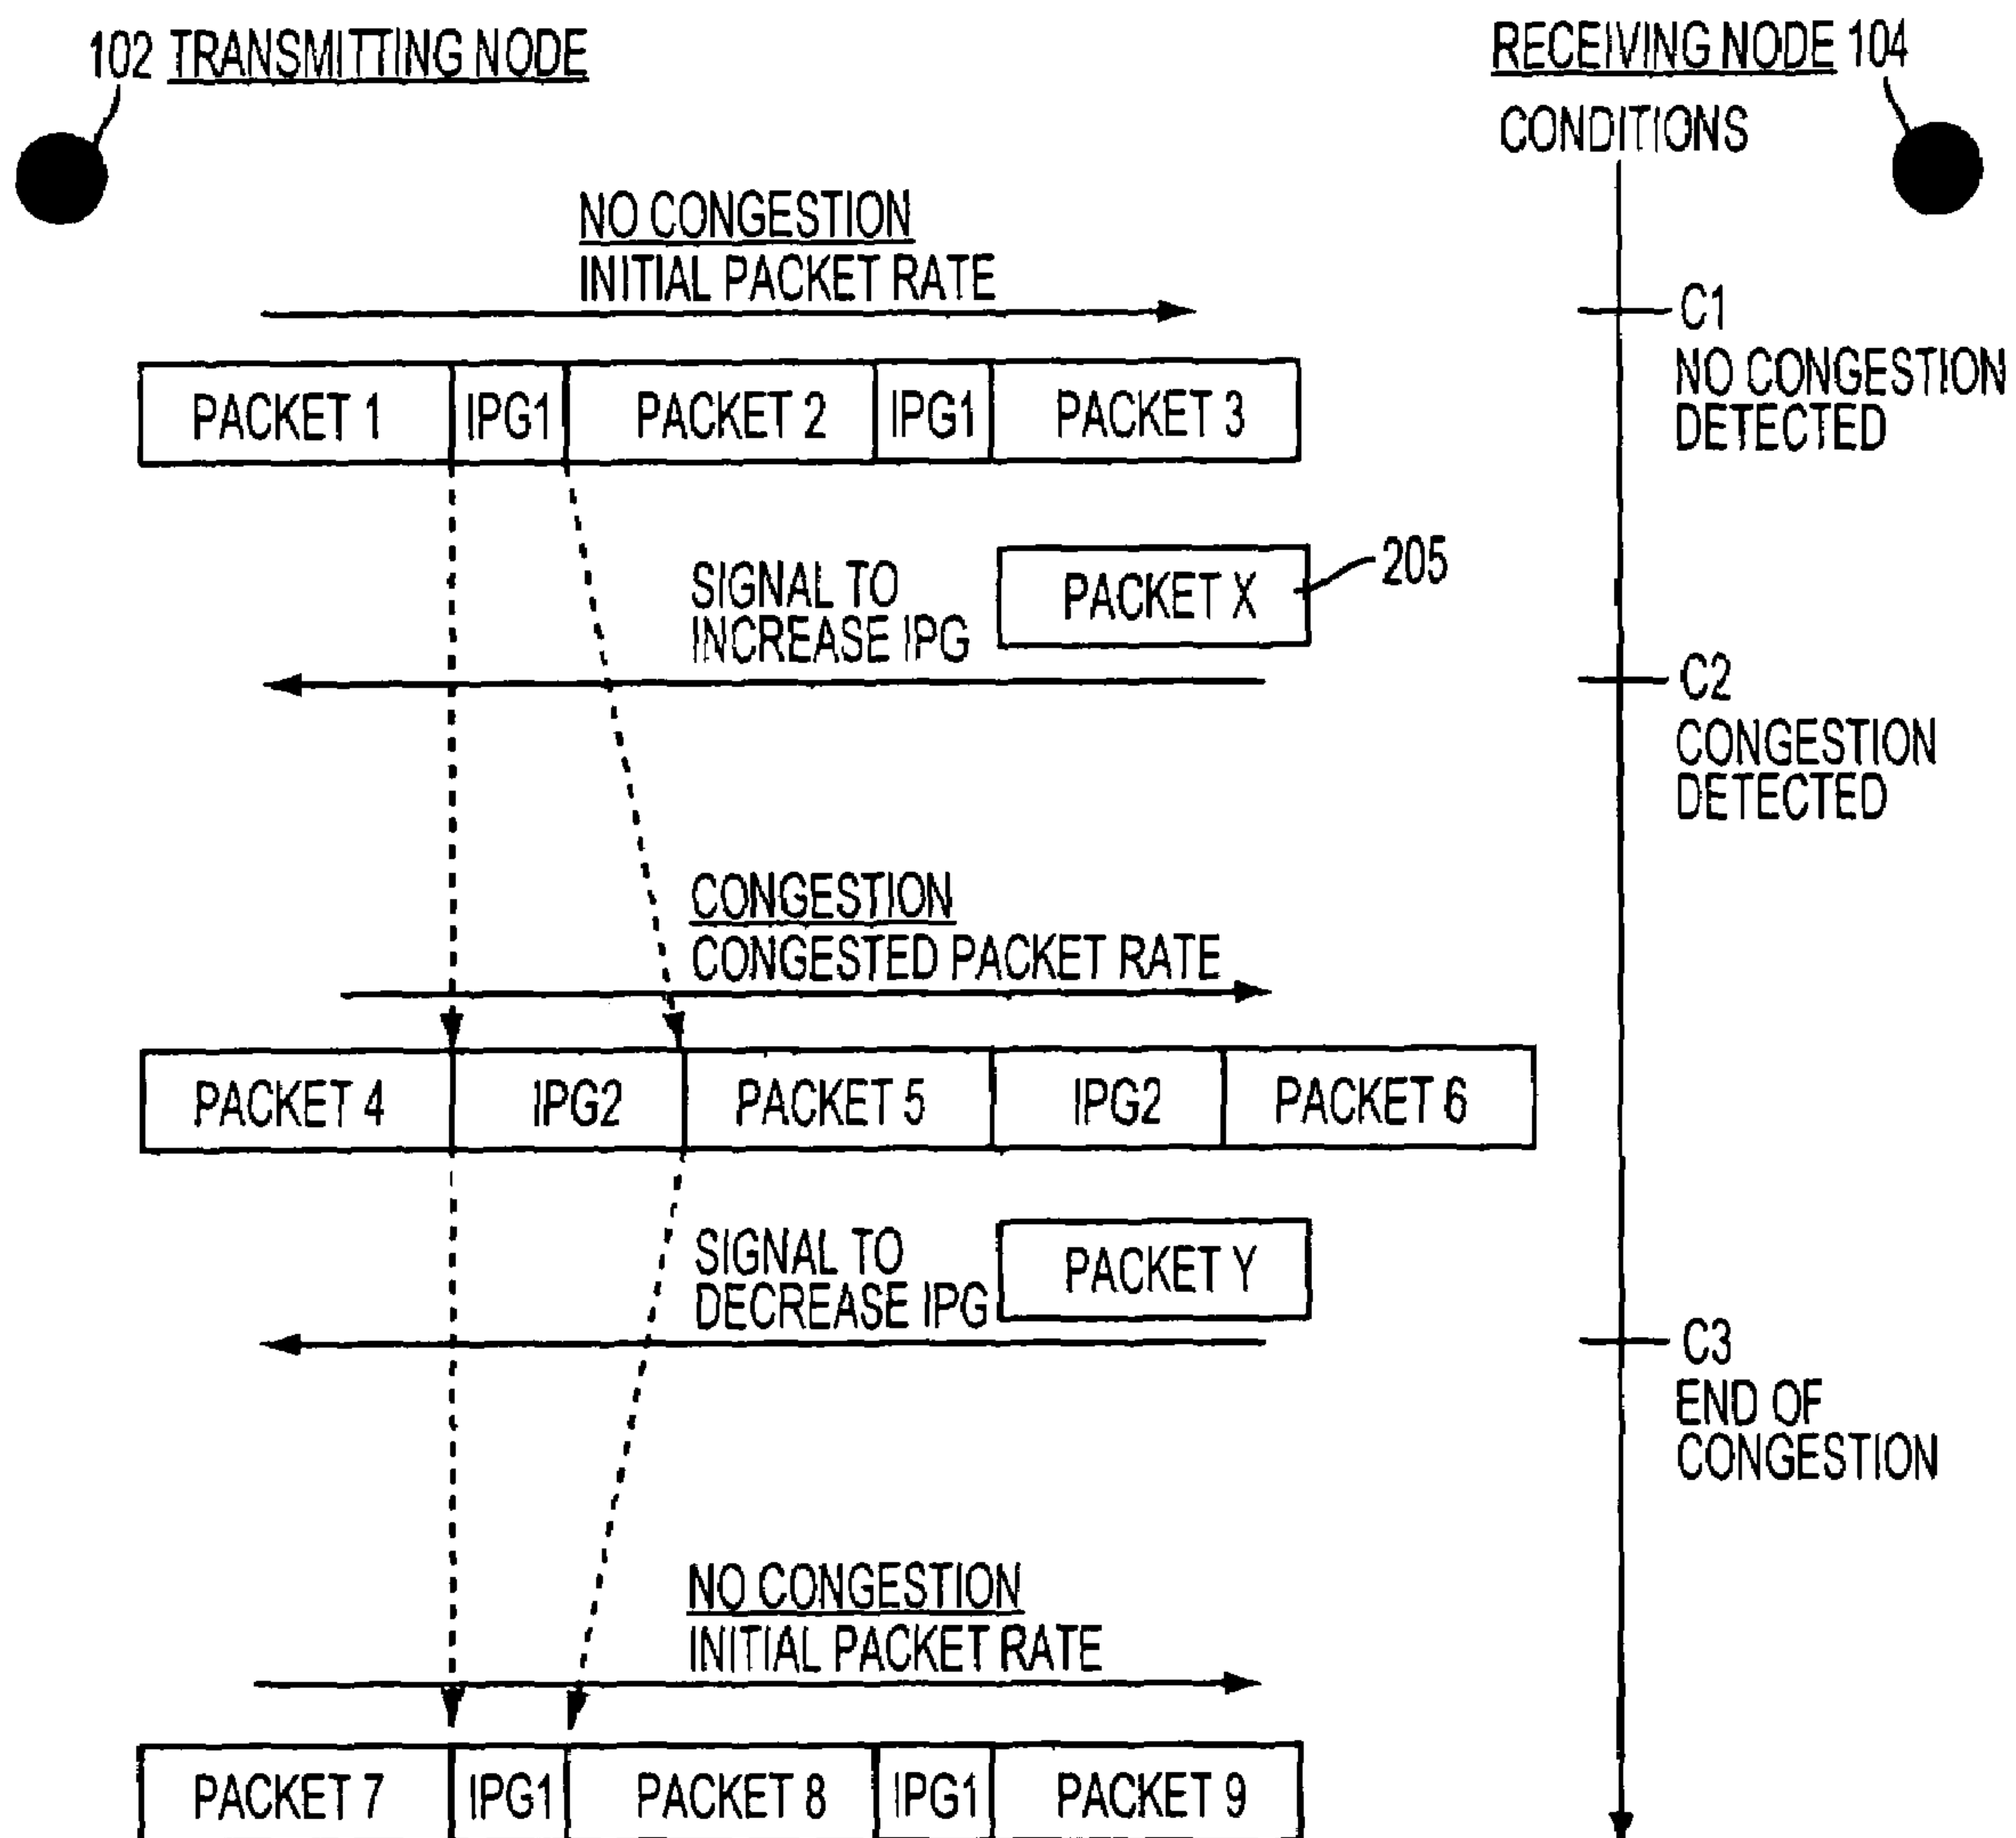 102 TRANSMITTING NODE
RECEIVING NODE 104
CONDITIONS
NO CONGESTION
INITIAL PACKET RATE
C1
NO CONGESTION
DETECTED
PACKET 1 IPG1 PACKET 2 IPG1 PACKET 3
SIGNAL TO
INCREASE IPG
PACKET X
205
C2
CONGESTION
DETECTED
CONGESTION
CONGESTED PACKET RATE
PACKET 4 IPG2 PACKET 5 IPG2 PACKET 6
SIGNAL TO
DECREASE IPG
PACKET Y
C3
END OF
CONGESTION
NO CONGESTION
INITIAL PACKET RATE
PACKET 7 IPG1 PACKET 8 IPG1 PACKET 9